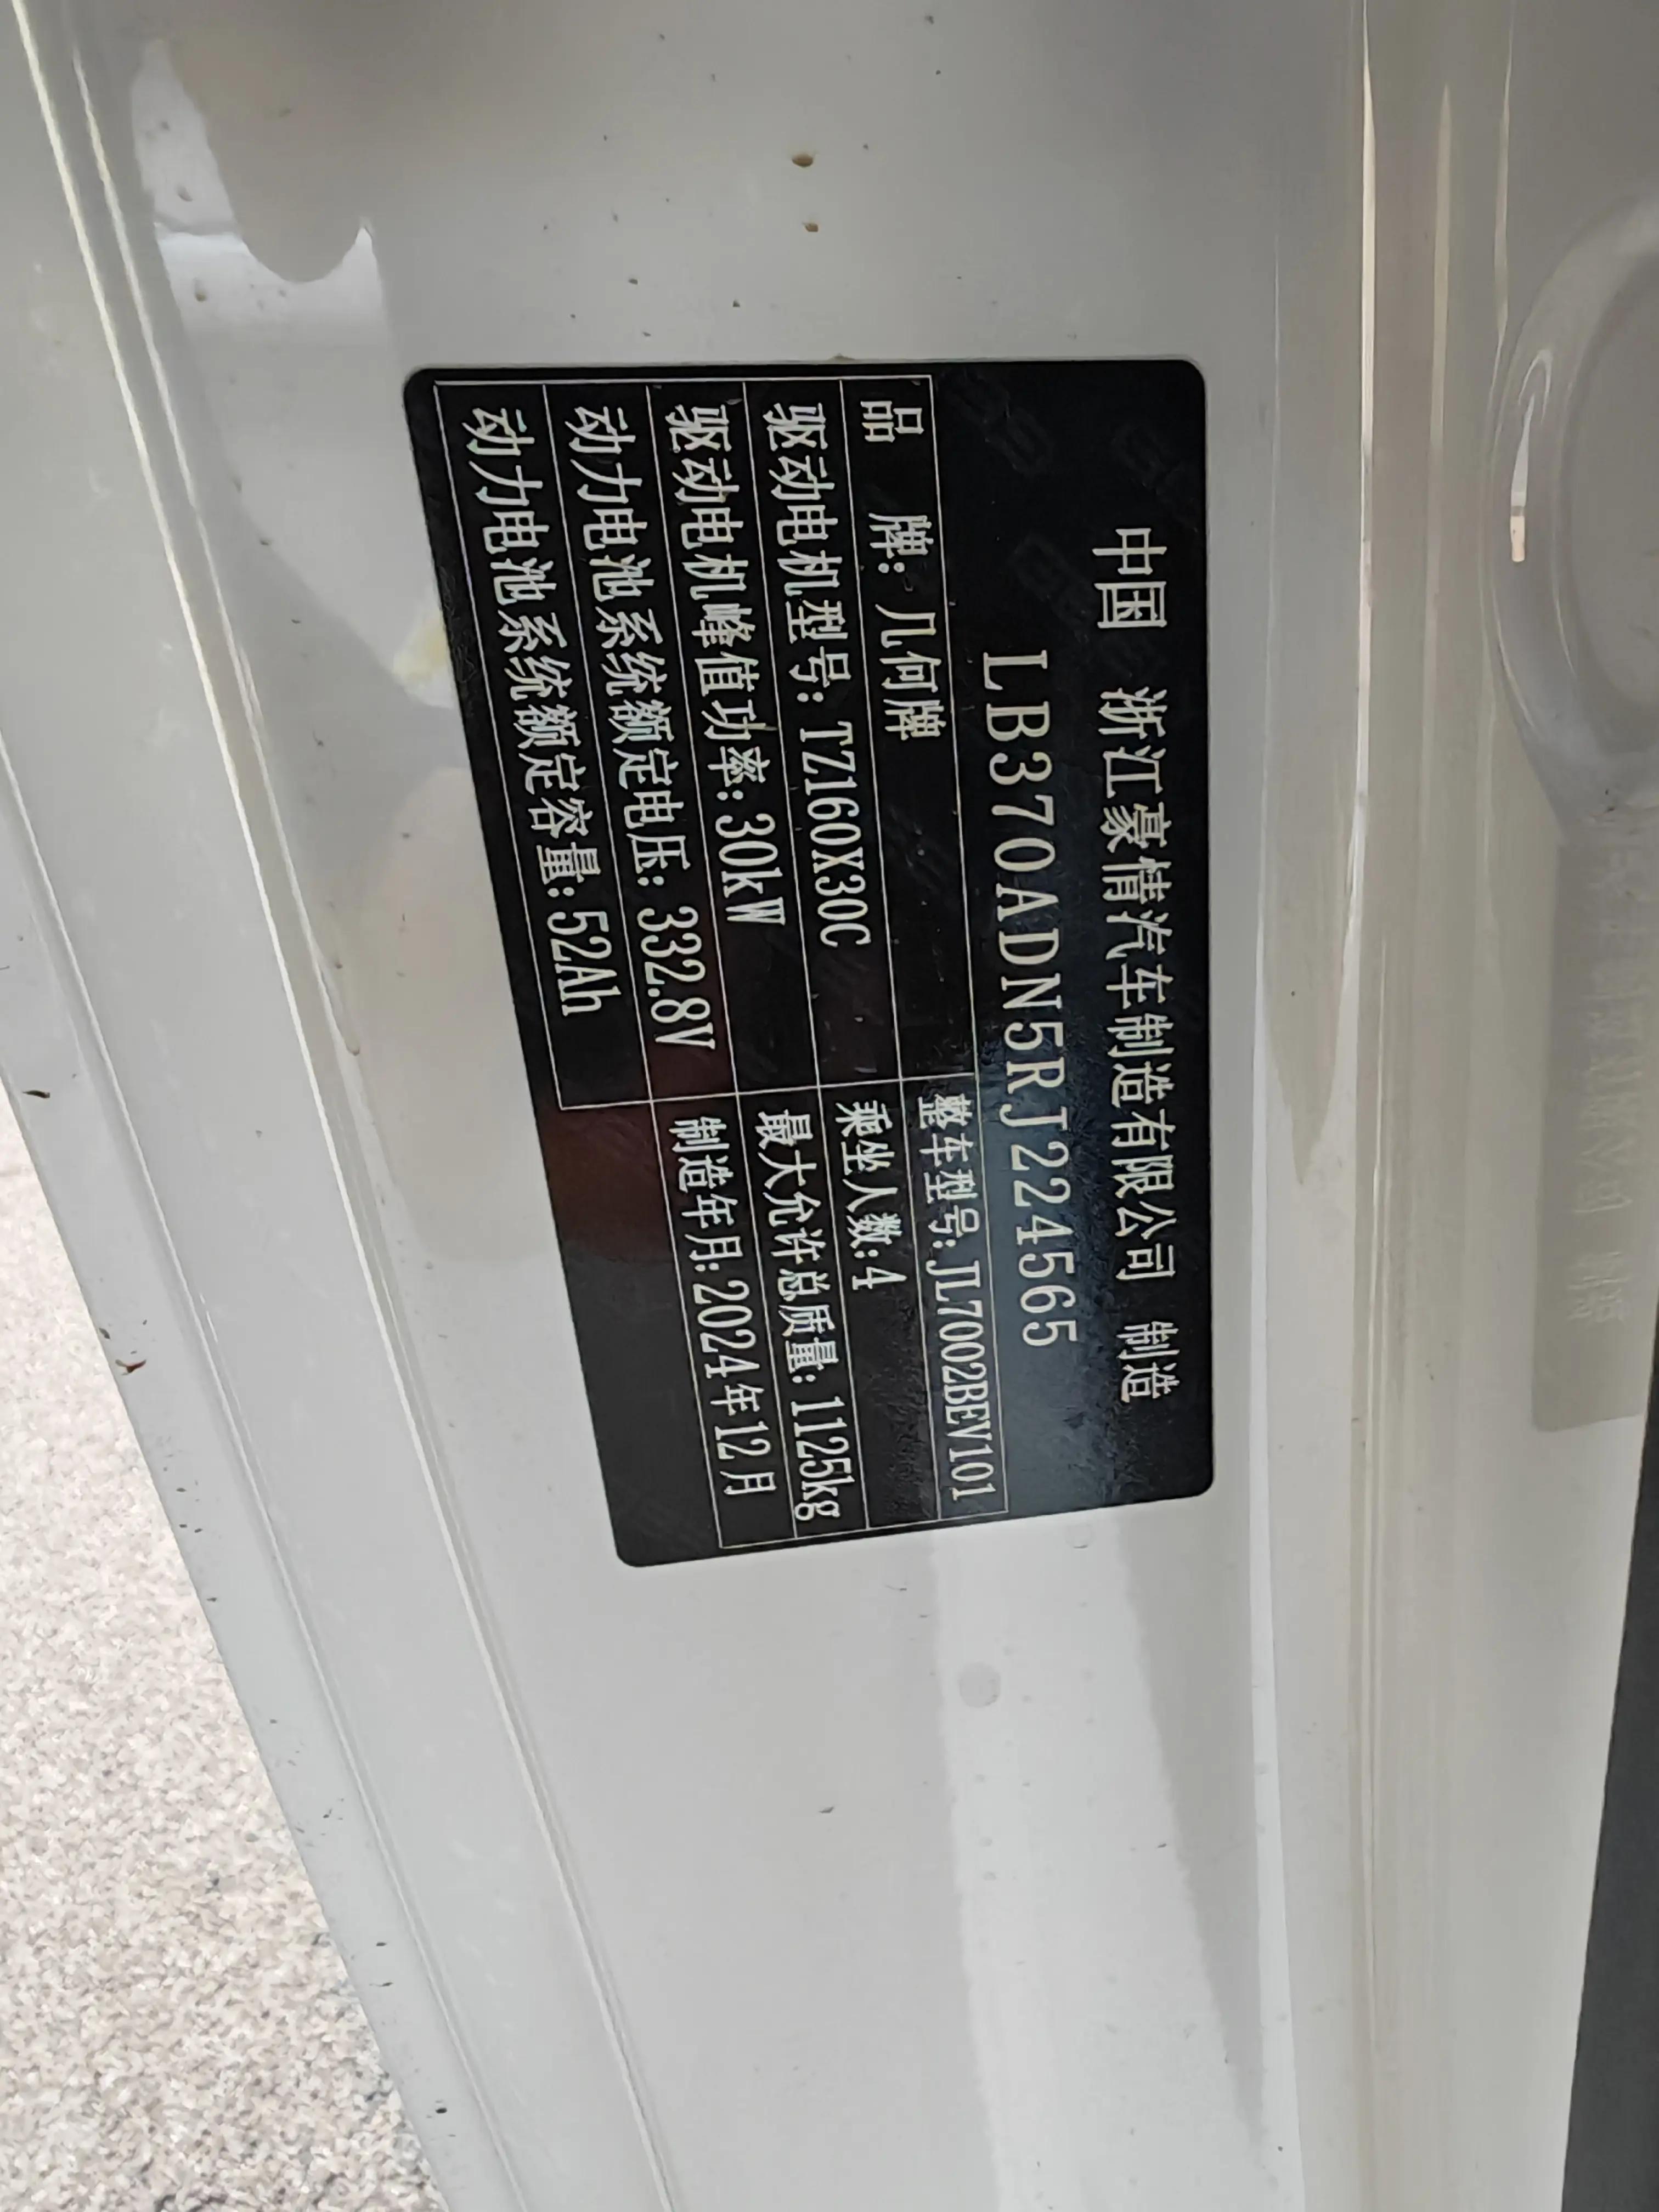 中国 浙江豪情汽车制造有限公司 制造
LB370ADN5RJ224565
品 牌: 几何牌 整车型号: JL7002BEV101
驱动电机型号: TZ160X30C 乘坐人数: 4
驱动电机峰值功率: 30kW 最大允许总质量: 1125kg
动力电池系统额定电压: 332.8V 制造年月: 2024年12月
动力电池系统额定容量: 52Ah